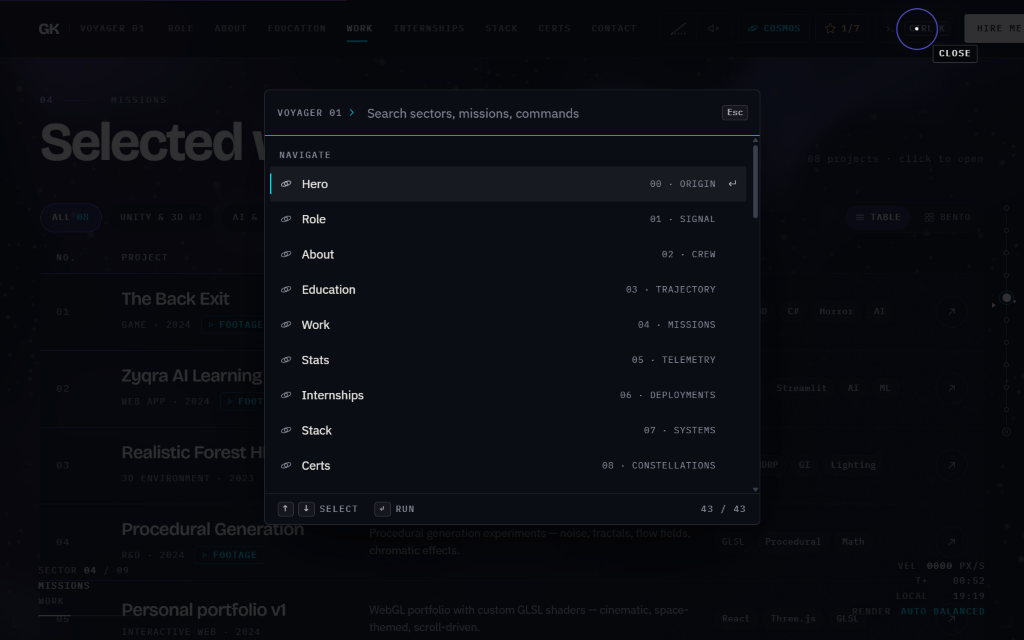 GK VOYAGER 01 ROLE ABOUT EDUCATION WORK INTERNSHIPS STACK CERTS CONTACT COSMOS 1/7 HIRE ME
CLOSE
04 MISSIONS
Selected
08 projects · click to open
VOYAGER 01 > Search sectors, missions, commands Esc
NAVIGATE
Hero 00 · ORIGIN ↵
Role 01 · SIGNAL
About 02 · CREW
Education 03 · TRAJECTORY
Work 04 · MISSIONS
Stats 05 · TELEMETRY
Internships 06 · DEPLOYMENTS
Stack 07 · SYSTEMS
Certs 08 · CONSTELLATIONS
↑ ↓ SELECT ↵ RUN 43 / 43
ALL 08 UNITY & 3D 03 AI & TABLE BENTO
NO. PROJECT
01 The Back Exit C# Horror AI
GAME · 2024 FOOTAGE
02 Zyqra AI Learning Streamlit AI ML
WEB APP · 2024
03 Realistic Forest GI Lighting
3D ENVIRONMENT · 2023
04 Procedural Generation Procedural generation experiments — noise, fractals, flow fields, chromatic effects. GLSL Procedural Math
R&D · 2024 FOOTAGE
05 Personal portfolio v1 WebGL portfolio with custom GLSL shaders — cinematic, space-themed, scroll-driven. React Three.js GLSL
INTERACTIVE WEB · 2024
SECTOR 04 / 09
MISSIONS
WORK
VEL 0000 PX/S
T+ 00:52
LOCAL 19:19
RENDER AUTO BALANCED